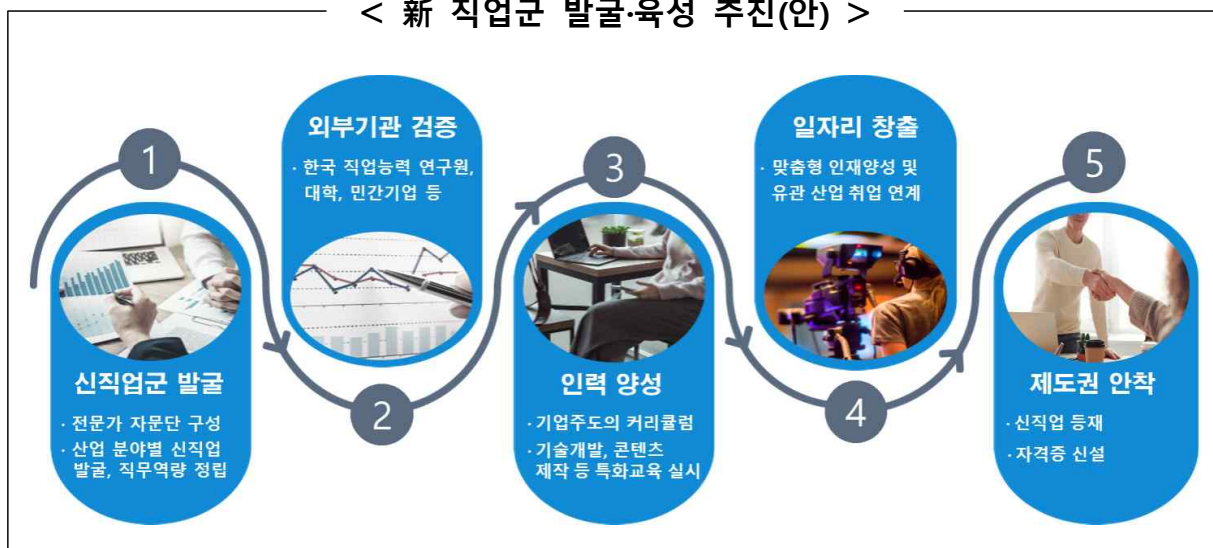 < 新 직업군 발굴·육성 추진(안) >
1
신직업군 발굴
· 전문가 자문단 구성
· 산업 분야별 신직업
발굴, 직무역량 정립
외부기관 검증
· 한국 직업능력 연구원,
대학, 민간기업 등
2
3
인력 양성
· 기업주도의 커리큘럼
· 기술개발, 콘텐츠
제작 등 특화교육 실시
일자리 창출
· 맞춤형 인재양성 및
유관 산업 취업 연계
4
5
제도권 안착
· 신직업 등재
· 자격증 신설